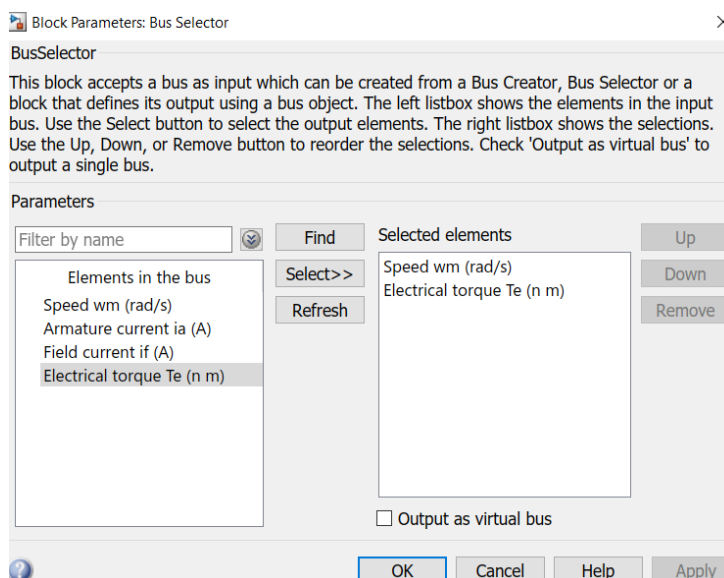 Block Parameters: Bus Selector
BusSelector
This block accepts a bus as input which can be created from a Bus Creator, Bus Selector or a
block that defines its output using a bus object. The left listbox shows the elements in the input
bus. Use the Select button to select the output elements. The right listbox shows the selections.
Use the Up, Down, or Remove button to reorder the selections. Check 'Output as virtual bus' to
output a single bus.
Parameters
Filter by name
Find
Selected elements
Up
Elements in the bus
Select>>
Speed wm (rad/s)
Down
Speed wm (rad/s)
Electrical torque Te (n m)
Armature current ia (A)
Refresh
Remove
Field current if (A)
Electrical torque Te (n m)
Output as virtual bus
OK
Cancel
Help
Apply